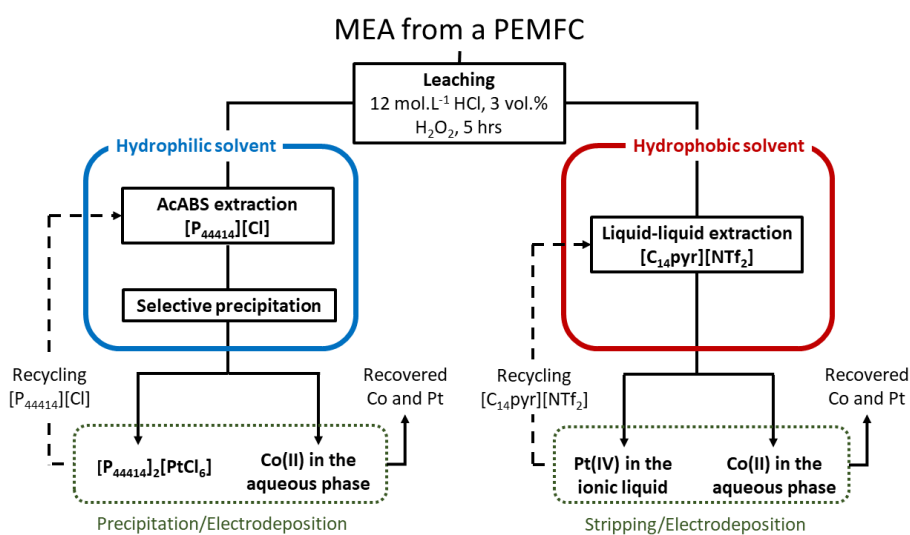 MEA from a PEMFC
Leaching
12 mol.L⁻¹ HCl, 3 vol.%
H₂O₂, 5 hrs
Hydrophilic solvent
AcABS extraction
[P₄₄₄₁₄][Cl]
Selective precipitation
Recycling
[P₄₄₄₁₄][Cl]
Recovered
Co and Pt
[P₄₄₄₁₄]₂[PtCl₆]
Co(II) in the
aqueous phase
Precipitation/Electrodeposition
Hydrophobic solvent
Liquid-liquid extraction
[C₁₄pyr][NTf₂]
Recycling
[C₁₄pyr][NTf₂]
Recovered
Co and Pt
Pt(IV) in the
ionic liquid
Co(II) in the
aqueous phase
Stripping/Electrodeposition